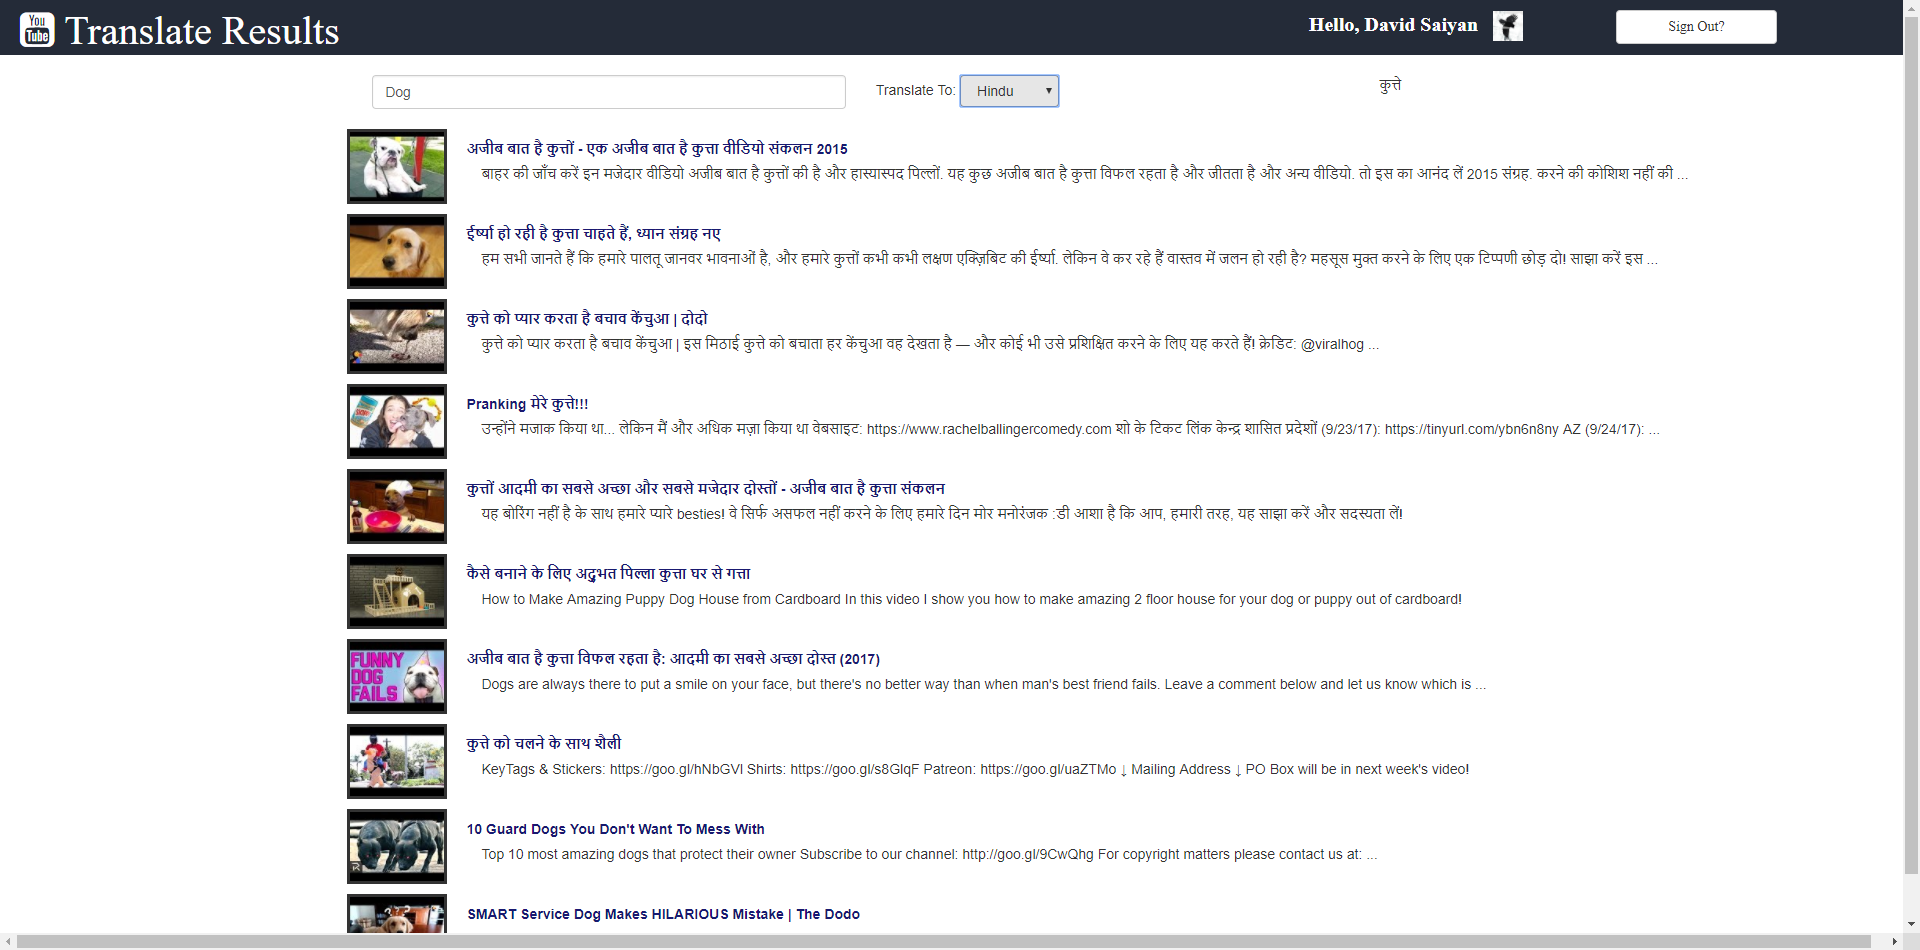 You Tube Translate Results
Hello, David Saiyan
Sign Out?
Dog
Translate To: Hindu
कुत्ते
अजीब बात है कुत्तों - एक अजीब बात है कुत्ता वीडियो संकलन 2015
बाहर की जाँच करें इन मजेदार वीडियो अजीब बात है कुत्तों की है और हास्यास्पद पिल्लों. यह कुछ अजीब बात है कुत्ता विफल रहता है और जीतता है और अन्य वीडियो. तो इस का आनंद लें 2015 संग्रह. करने की कोशिश नहीं की ...
ईर्ष्या हो रही है कुत्ता चाहते हैं, ध्यान संग्रह नए
हम सभी जानते हैं कि हमारे पालतू जानवर भावनाओं है, और हमारे कुत्तों कभी कभी लक्षण एक्ज़िबिट की ईर्ष्या. लेकिन वे कर रहे हैं वास्तव में जलन हो रही है? महसूस मुक्त करने के लिए एक टिप्पणी छोड़ दो! साझा करें इस ...
कुत्ते को प्यार करता है बचाव केंचुआ | दोदो
कुत्ते को प्यार करता है बचाव केंचुआ | इस मिठाई कुत्ते को बचाता हर केंचुआ वह देखता है — और कोई भी उसे प्रशिक्षित करने के लिए यह करते हैं! क्रेडिट: @viralhog ...
Pranking मेरे कुत्ते!!!
उन्होंने मजाक किया था... लेकिन मैं और अधिक मज़ा किया था वेबसाइट: https://www.rachelballingercomedy.com शो के टिकट लिंक केन्द्र शासित प्रदेशों (9/23/17): https://tinyurl.com/ybn6n8ny AZ (9/24/17): ...
कुत्तों आदमी का सबसे अच्छा और सबसे मजेदार दोस्तों - अजीब बात है कुत्ता संकलन
यह बोरिंग नहीं है के साथ हमारे प्यारे besties! वे सिर्फ असफल नहीं करने के लिए हमारे दिन मोर मनोरंजक :डी आशा है कि आप, हमारी तरह, यह साझा करें और सदस्यता लें!
कैसे बनाने के लिए अद्भुत पिल्ला कुत्ता घर से गत्ता
How to Make Amazing Puppy Dog House from Cardboard In this video I show you how to make amazing 2 floor house for your dog or puppy out of cardboard!
FUNNY DOG FAILS
अजीब बात है कुत्ता विफल रहता है: आदमी का सबसे अच्छा दोस्त (2017)
Dogs are always there to put a smile on your face, but there's no better way than when man's best friend fails. Leave a comment below and let us know which is ...
कुत्ते को चलने के साथ शैली
KeyTags & Stickers: https://goo.gl/hNbGVI Shirts: https://goo.gl/s8GIqF Patreon: https://goo.gl/uaZTMo ↓ Mailing Address ↓ PO Box will be in next week's video!
10 Guard Dogs You Don't Want To Mess With
Top 10 most amazing dogs that protect their owner Subscribe to our channel: http://goo.gl/9CwQhg For copyright matters please contact us at: ...
SMART Service Dog Makes HILARIOUS Mistake | The Dodo